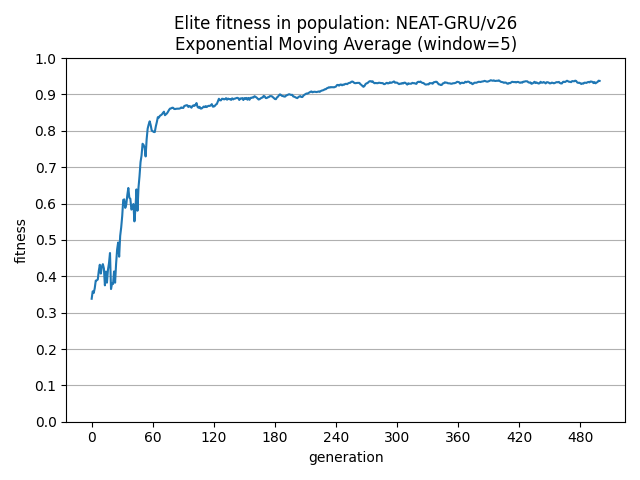 Elite fitness in population: NEAT-GRU/v26
Exponential Moving Average (window=5)
1.0
0.9
0.8
0.7
0.6
0.5
0.4
0.3
0.2
0.1
0.0
fitness
0 60 120 180 240 300 360 420 480
generation